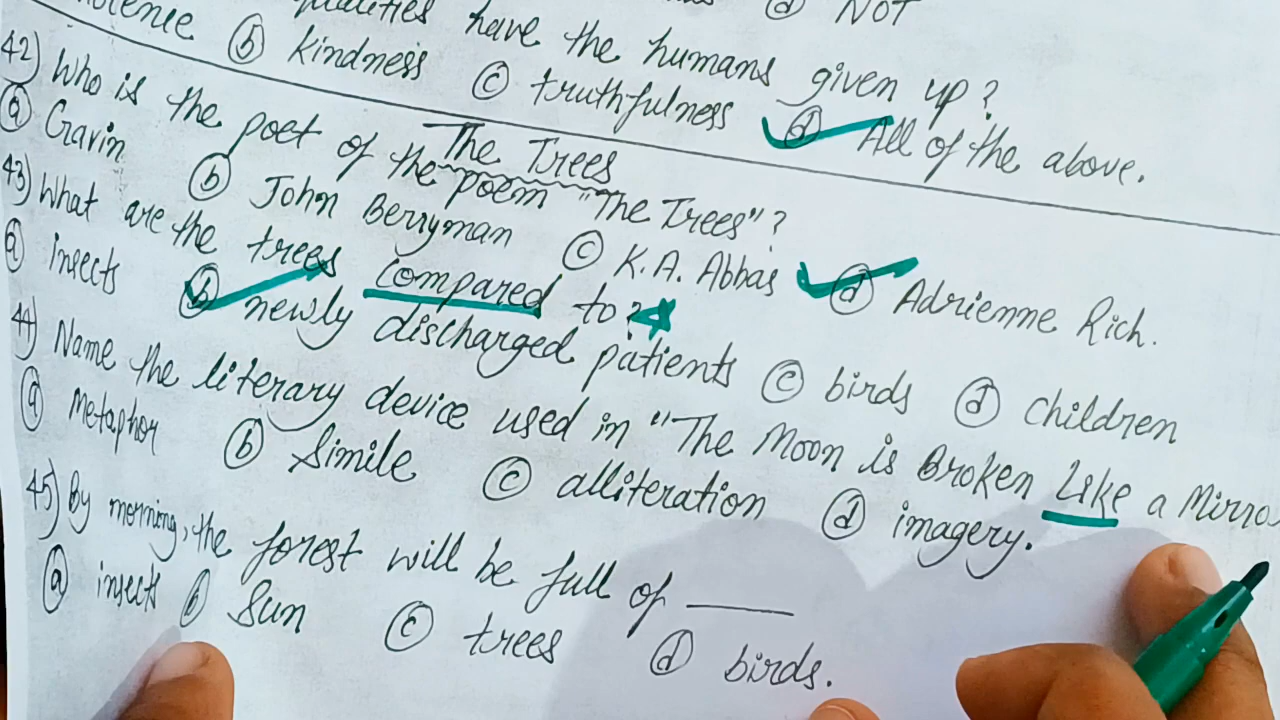 d NOT
qualities have the humans given up?
b kindness c truthfulness d All of the above.
The Trees
42) Who is the poet of the poem "The Trees"?
a Gavin b John Berryman c K.A. Abbas d Adrienne Rich.
43) What are the trees compared to?
a insects b newly discharged patients c birds d children
44) Name the literary device used in "The Moon is Broken Like a Mirro
a Metaphor b Simile c alliteration d imagery.
45) By morning, the forest will be full of ____
a insects b Sun c trees d birds.